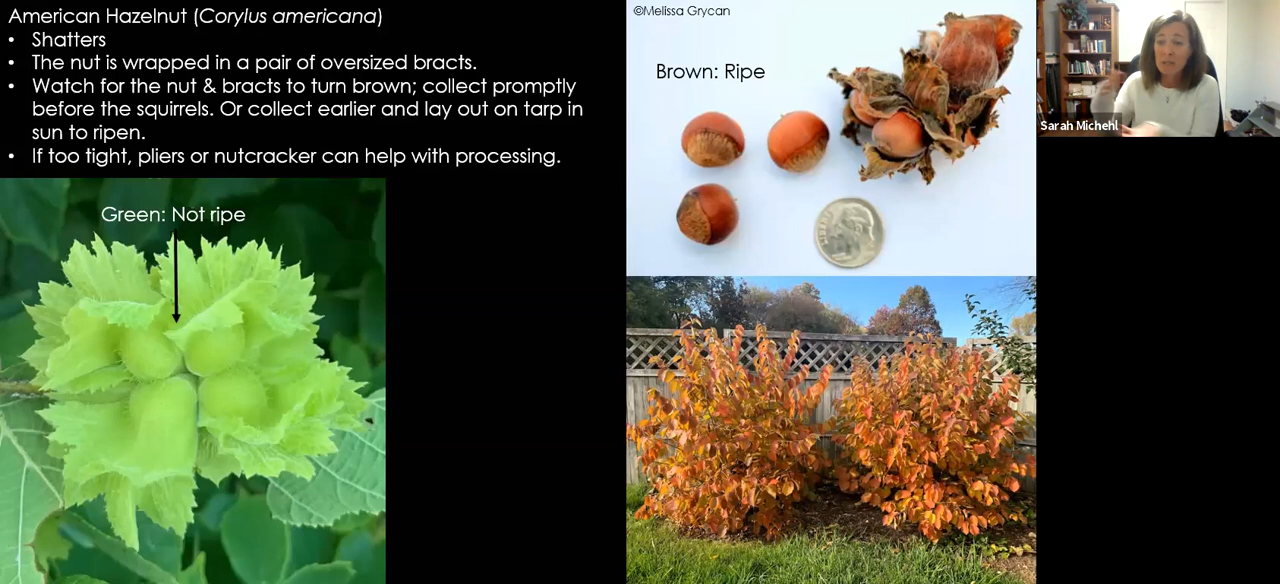 American Hazelnut (Corylus americana)
• Shatters
• The nut is wrapped in a pair of oversized bracts.
• Watch for the nut & bracts to turn brown; collect promptly
before the squirrels. Or collect earlier and lay out on tarp in
sun to ripen.
• If too tight, pliers or nutcracker can help with processing.
Green: Not ripe
©Melissa Grycan
Brown: Ripe
Sarah Michehl